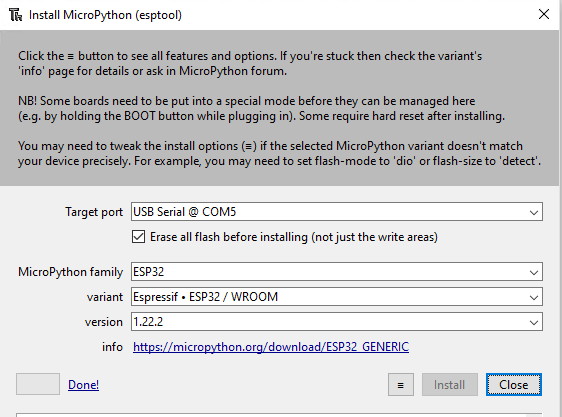 Install MicroPython (esptool)
Click the ≡ button to see all features and options. If you're stuck then check the variant's
'info' page for details or ask in MicroPython forum.
NB! Some boards need to be put into a special mode before they can be managed here
(e.g. by holding the BOOT button while plugging in). Some require hard reset after installing.
You may need to tweak the install options (≡) if the selected MicroPython variant doesn't match
your device precisely. For example, you may need to set flash-mode to 'dio' or flash-size to 'detect'.
Target port USB Serial @ COM5
Erase all flash before installing (not just the write areas)
MicroPython family ESP32
variant Espressif • ESP32 / WROOM
version 1.22.2
info https://micropython.org/download/ESP32_GENERIC
Done! ≡ Install Close